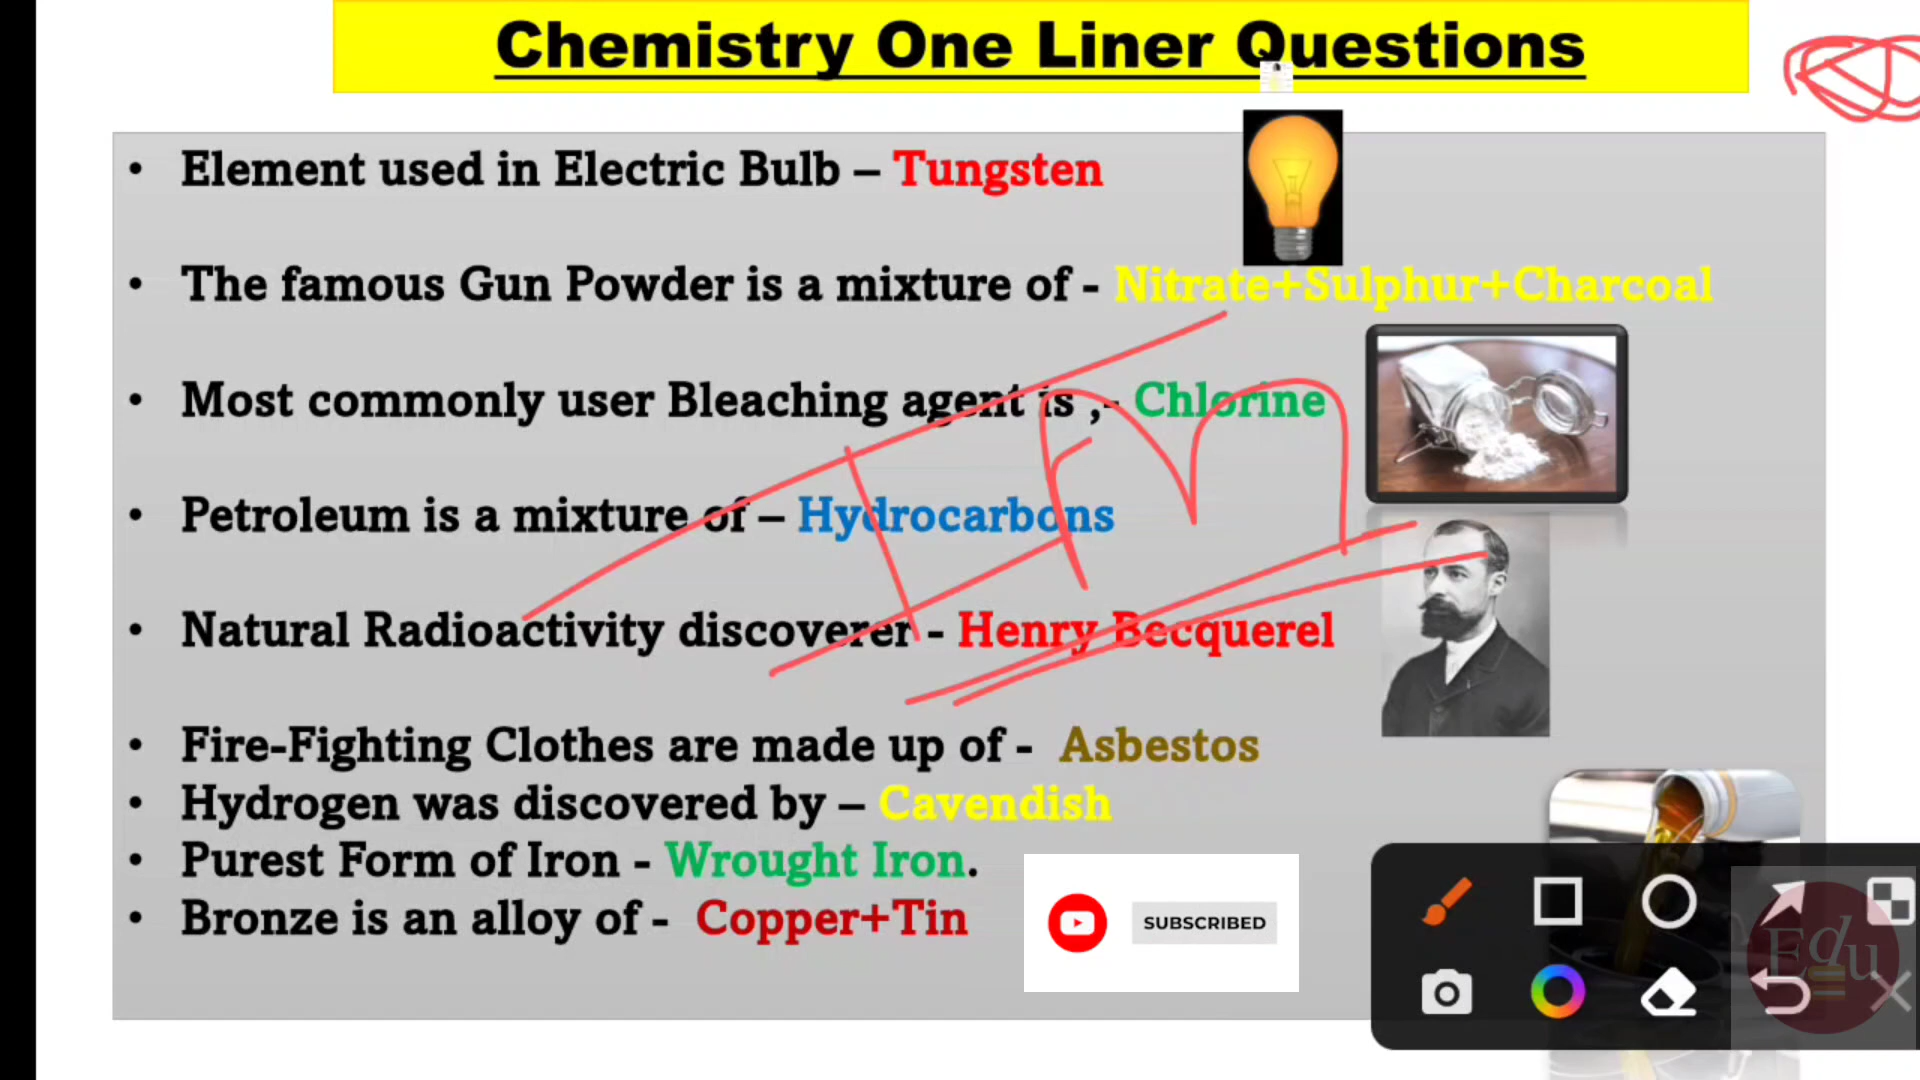 Chemistry One Liner Questions
• Element used in Electric Bulb – Tungsten
• The famous Gun Powder is a mixture of - Nitrate+Sulphur+Charcoal
• Most commonly user Bleaching agent is ,- Chlorine
• Petroleum is a mixture of – Hydrocarbons
• Natural Radioactivity discoverer - Henry Becquerel
• Fire-Fighting Clothes are made up of - Asbestos
• Hydrogen was discovered by – Cavendish
• Purest Form of Iron - Wrought Iron.
• Bronze is an alloy of - Copper+Tin
SUBSCRIBED
Edu